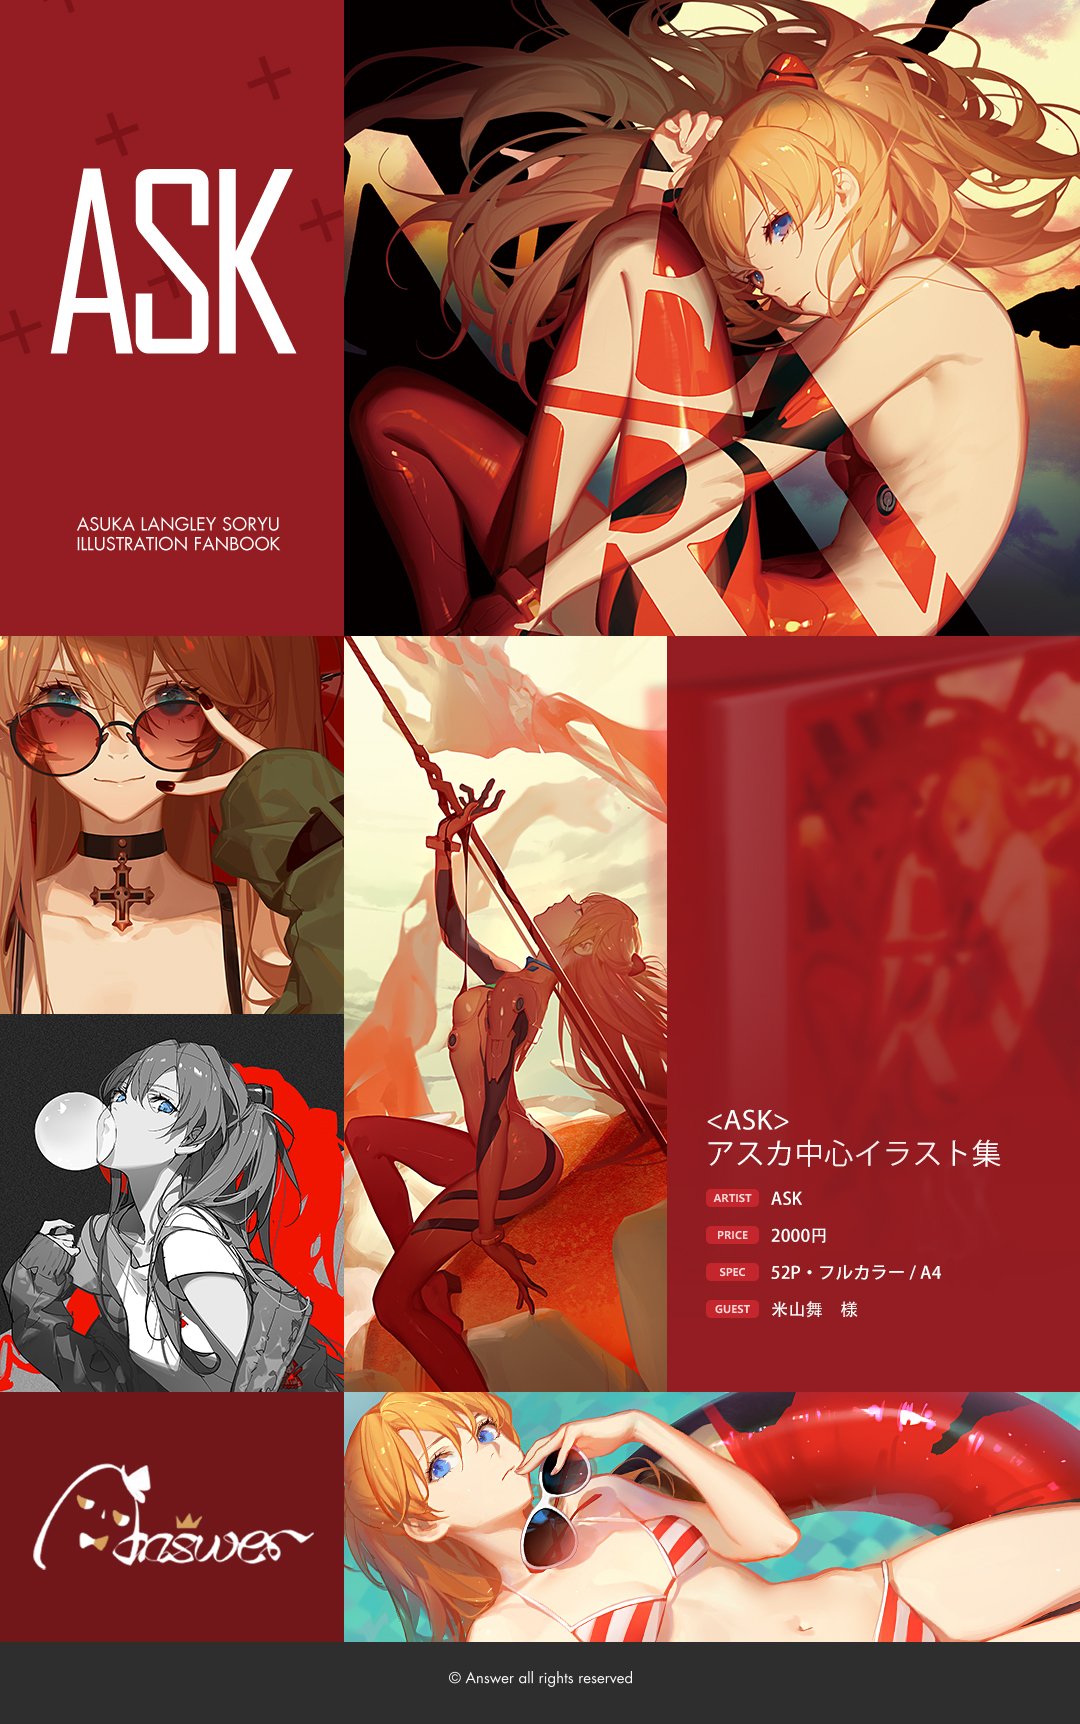 ASK
ASUKA LANGLEY SORYU
ILLUSTRATION FANBOOK
<ASK>
アスカ中心イラスト集
ARTIST ASK
PRICE 2000円
SPEC 52P・フルカラー / A4
GUEST 米山舞　様
Answer
© Answer all rights reserved